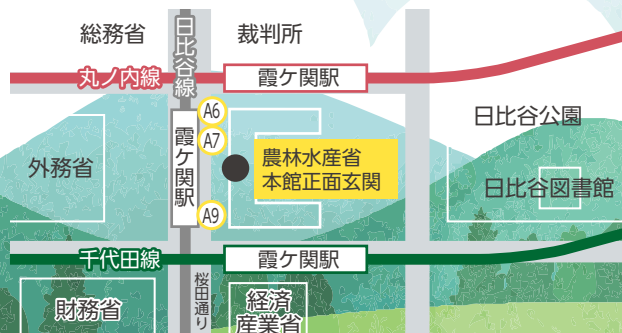 総務省
日比谷線
裁判所
丸ノ内線
霞ケ関駅
A6
A7
霞ケ関駅
A9
農林水産省
本館正面玄関
外務省
日比谷公園
日比谷図書館
千代田線
霞ケ関駅
桜田通り
財務省
経済
産業省